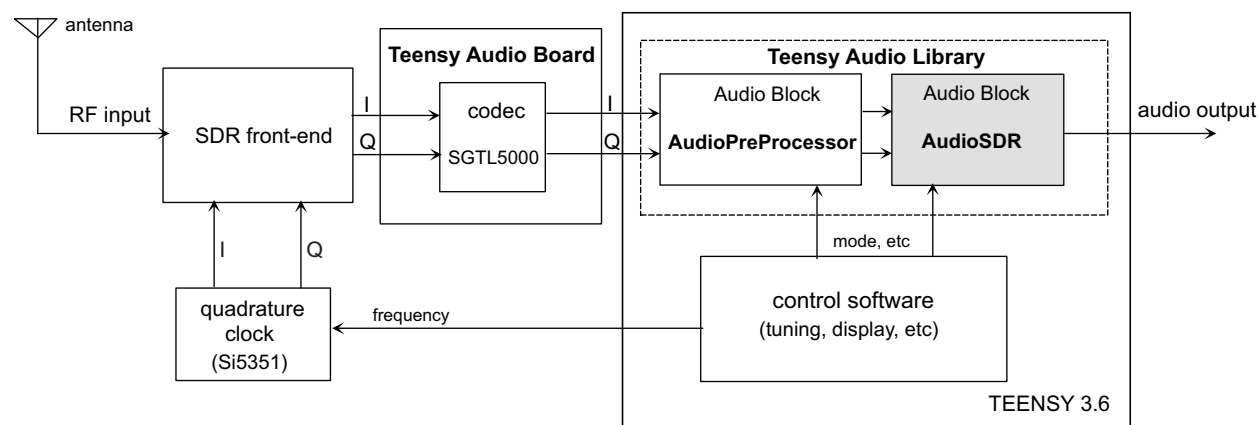 antenna
RF input
SDR front-end
I
Q
Teensy Audio Board
codec
SGTL5000
I
Q
Teensy Audio Library
Audio Block
AudioPreProcessor
Audio Block
AudioSDR
audio output
I
Q
mode, etc
quadrature
clock
(Si5351)
frequency
control software
(tuning, display, etc)
TEENSY 3.6